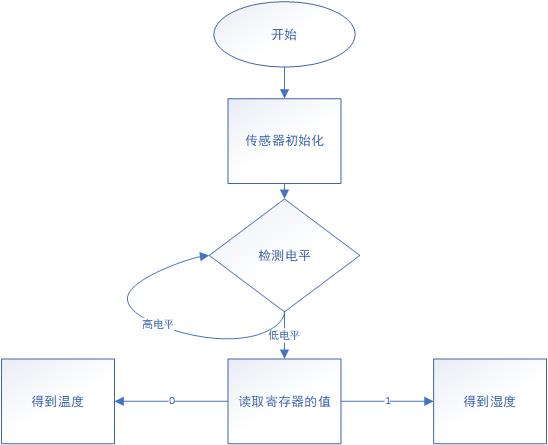 开始
传感器初始化
检测电平
高电平
低电平
得到温度
0
读取寄存器的值
1
得到湿度